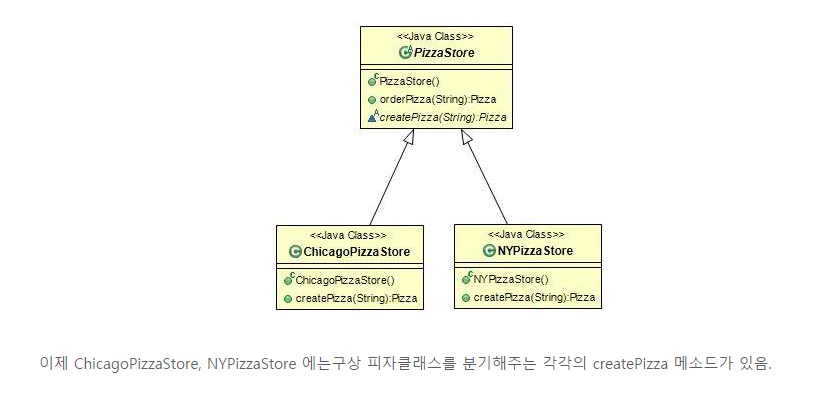 <<Java Class>>
PizzaStore
PizzaStore()
orderPizza(String):Pizza
createPizza(String):Pizza
<<Java Class>>
ChicagoPizzaStore
ChicagoPizzaStore()
createPizza(String):Pizza
<<Java Class>>
NYPizzaStore
NYPizzaStore()
createPizza(String):Pizza
이제 ChicagoPizzaStore, NYPizzaStore 에는구상 피자클래스를 분기해주는 각각의 createPizza 메소드가 있음.